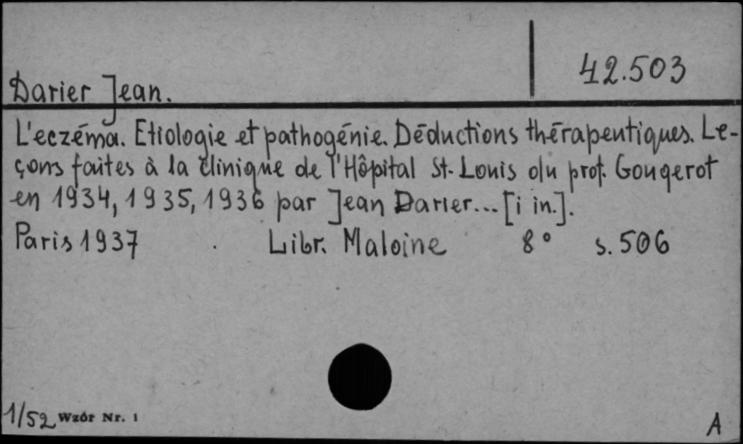 42.503
Darier Jean.
L'eczéma. Etiologie et pathogénie. Déductions thérapeutiques. Le-
çons faites à la clinique de l'Hôpital St-Louis du prof. Gougerot
en 1934, 1935, 1936 par Jean Darier... [i in.].
Paris 1937 Libr. Maloine 8° s. 506
1/52 Wzór Nr. 1 A